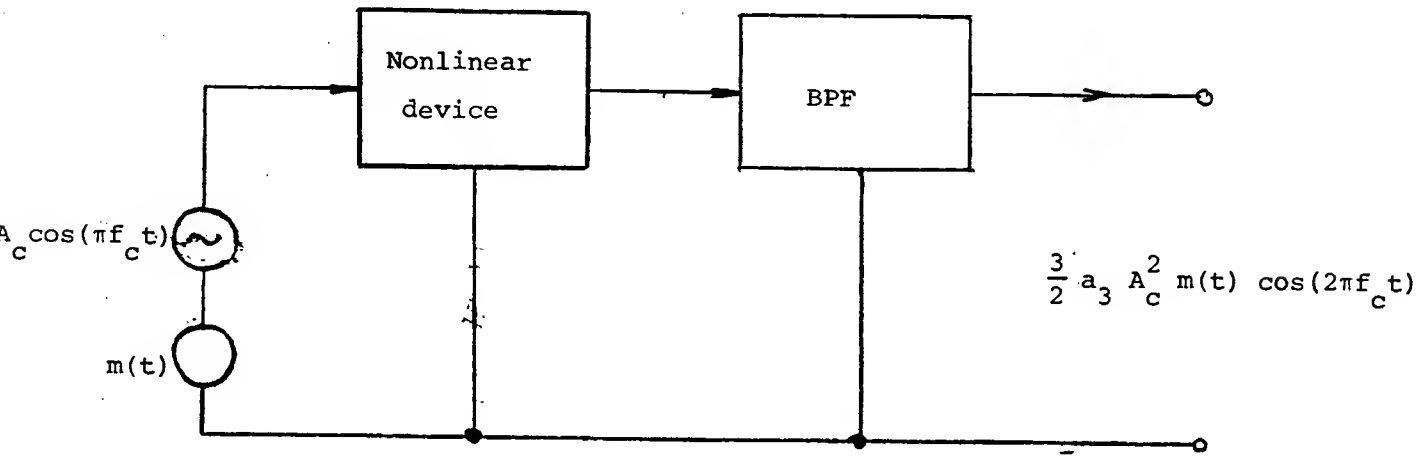 Nonlinear
device
BPF
A_c cos(πf_c t)
m(t)
3/2 a_3 A_c^2 m(t) cos(2πf_c t)